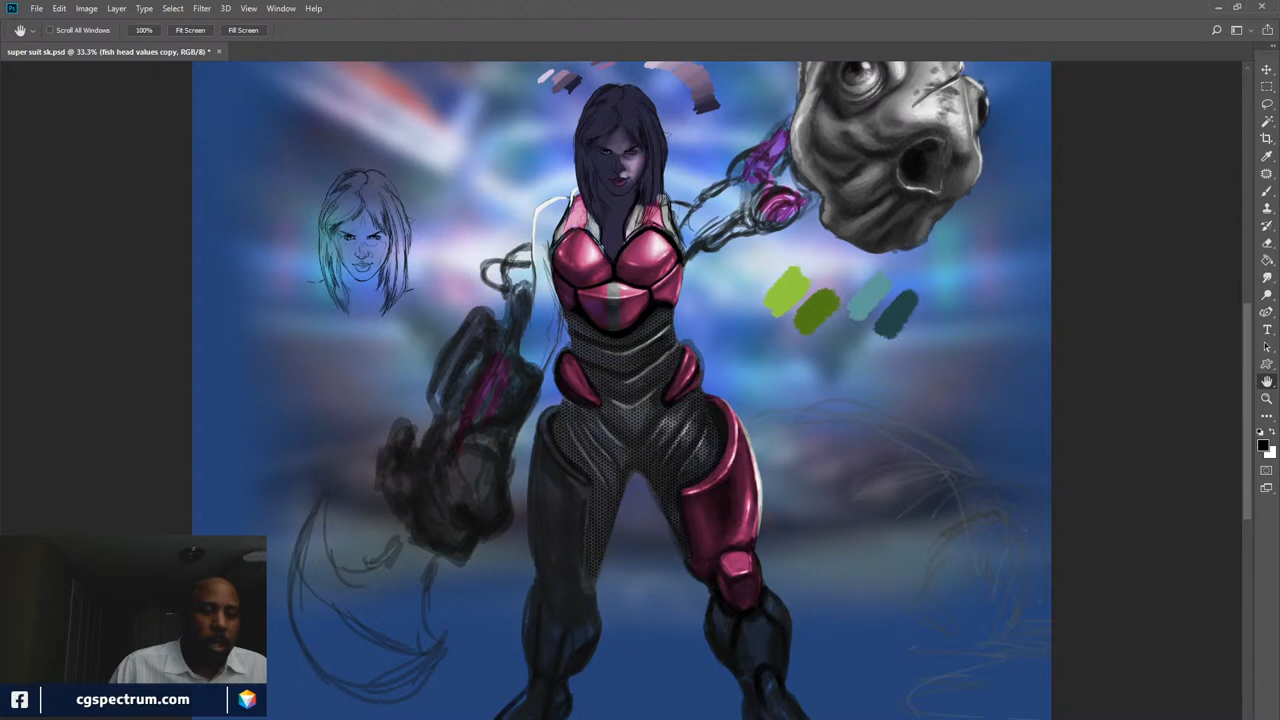 File Edit Image Layer Type Select Filter 3D View Window Help
Scroll All Windows 100% Fit Screen Fill Screen
super suit sk.psd @ 33.3% (fish head values copy, RGB/8) *
cgspectrum.com